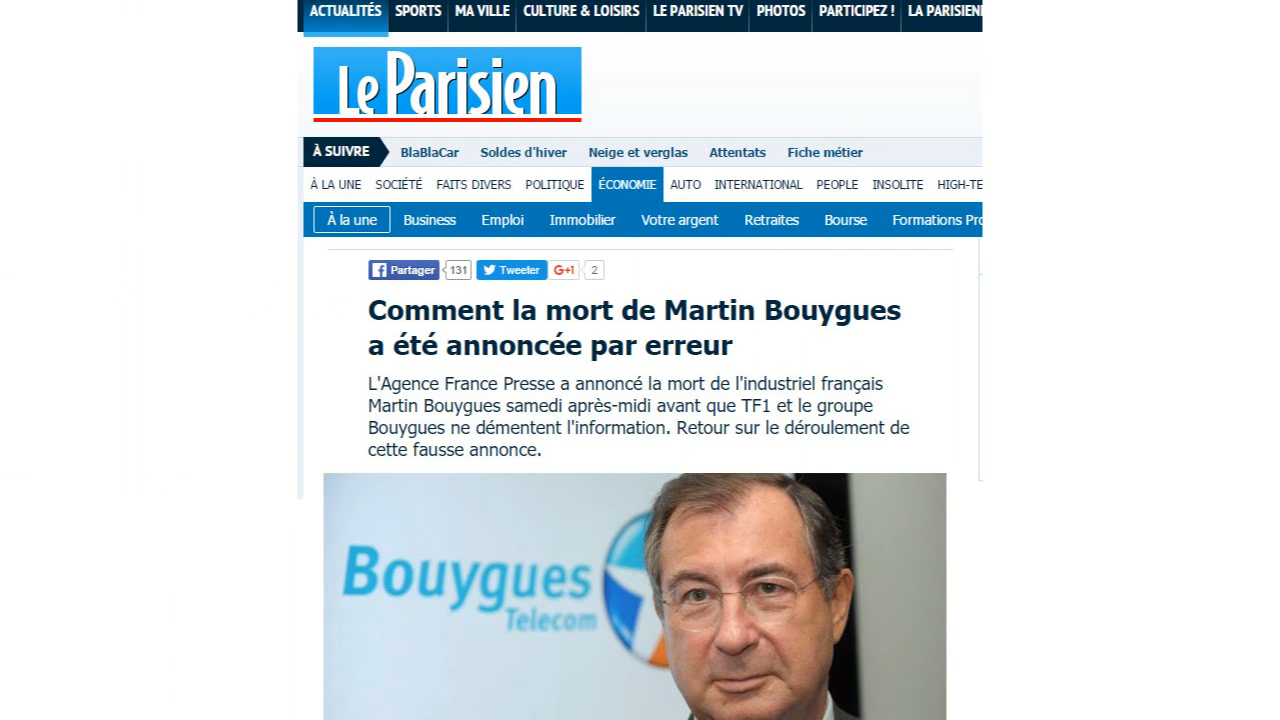 ACTUALITÉS SPORTS MA VILLE CULTURE & LOISIRS LE PARISIEN TV PHOTOS PARTICIPEZ ! LA PARISIEN
Le Parisien
À SUIVRE BlaBlaCar Soldes d'hiver Neige et verglas Attentats Fiche métier
À LA UNE SOCIÉTÉ FAITS DIVERS POLITIQUE ÉCONOMIE AUTO INTERNATIONAL PEOPLE INSOLITE HIGH-TE
À la une Business Emploi Immobilier Votre argent Retraites Bourse Formations Pro
Partager 131 Tweeter G+1 2
Comment la mort de Martin Bouygues
a été annoncée par erreur
L'Agence France Presse a annoncé la mort de l'industriel français
Martin Bouygues samedi après-midi avant que TF1 et le groupe
Bouygues ne démentent l'information. Retour sur le déroulement de
cette fausse annonce.
Bouygues
Telecom